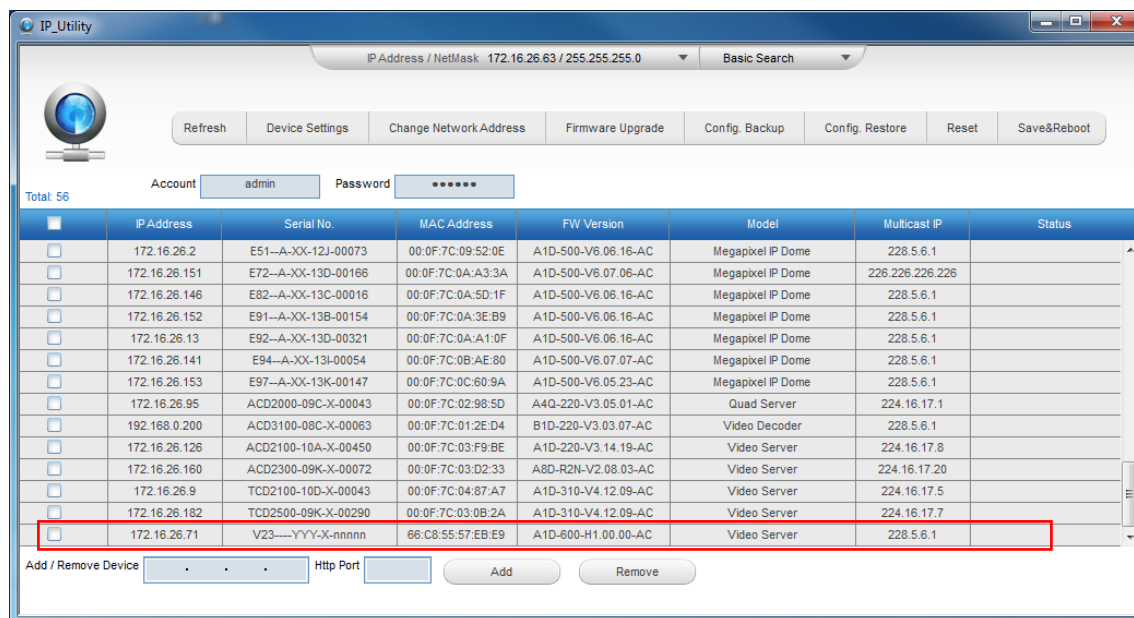 IP_Utility
IP Address / NetMask 172.16.26.63 / 255.255.255.0 Basic Search
Refresh Device Settings Change Network Address Firmware Upgrade Config. Backup Config. Restore Reset Save&Reboot
Account admin Password ••••••
Total: 56
IP Address Serial No. MAC Address FW Version Model Multicast IP Status
172.16.26.2 E51--A-XX-12J-00073 00:0F:7C:09:52:0E A1D-500-V6.06.16-AC Megapixel IP Dome 228.5.6.1
172.16.26.151 E72--A-XX-13D-00166 00:0F:7C:0A:A3:3A A1D-500-V6.07.06-AC Megapixel IP Dome 226.226.226.226
172.16.26.146 E82--A-XX-13C-00016 00:0F:7C:0A:5D:1F A1D-500-V6.06.16-AC Megapixel IP Dome 228.5.6.1
172.16.26.152 E91--A-XX-13B-00154 00:0F:7C:0A:3E:B9 A1D-500-V6.06.16-AC Megapixel IP Dome 228.5.6.1
172.16.26.13 E92--A-XX-13D-00321 00:0F:7C:0A:A1:0F A1D-500-V6.06.16-AC Megapixel IP Dome 228.5.6.1
172.16.26.141 E94--A-XX-13I-00054 00:0F:7C:0B:AE:80 A1D-500-V6.07.07-AC Megapixel IP Dome 228.5.6.1
172.16.26.153 E97--A-XX-13K-00147 00:0F:7C:0C:60:9A A1D-500-V6.05.23-AC Megapixel IP Dome 228.5.6.1
172.16.26.95 ACD2000-09C-X-00043 00:0F:7C:02:98:5D A4Q-220-V3.05.01-AC Quad Server 224.16.17.1
192.168.0.200 ACD3100-08C-X-00063 00:0F:7C:01:2E:D4 B1D-220-V3.03.07-AC Video Decoder 228.5.6.1
172.16.26.126 ACD2100-10A-X-00450 00:0F:7C:03:F9:BE A1D-220-V3.14.19-AC Video Server 224.16.17.8
172.16.26.160 ACD2300-09K-X-00072 00:0F:7C:03:D2:33 A8D-R2N-V2.08.03-AC Video Server 224.16.17.20
172.16.26.9 TCD2100-10D-X-00043 00:0F:7C:04:87:A7 A1D-310-V4.12.09-AC Video Server 224.16.17.5
172.16.26.182 TCD2500-09K-X-00290 00:0F:7C:03:0B:2A A1D-310-V4.12.09-AC Video Server 224.16.17.7
172.16.26.71 V23----YYY-X-nnnnn 66:C8:55:57:EB:E9 A1D-600-H1.00.00-AC Video Server 228.5.6.1
Add / Remove Device . . . Http Port Add Remove